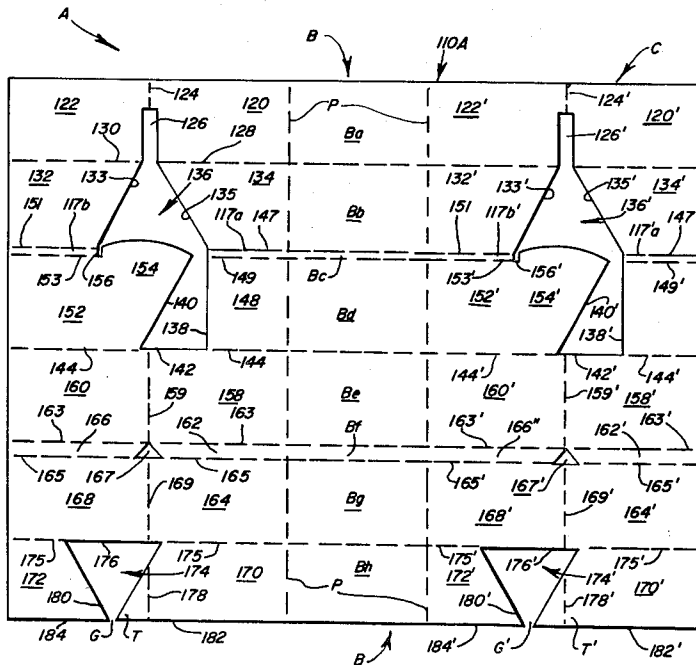 A B 110A C
124 124'
122 120 P Ba 122' 120'
126 126'
130 128
132 133 136 134 Bb 132' 133' 135' 134'
135 136'
151 117b 117a 147 151 117b' 117'a 147
153 156 154 149 Bc 153' 156' 149'
152 140 148 Bd 152' 154' 140'
138 138'
144 142 144 144' 142' 144'
160 159 158 Be 160' 159' 158'
163 163 163' 163'
166 162 Bf 166" 162'
165 167 165 165' 167' 165'
168 169 164 Bg 168' 169' 164'
175 176 175 175' 176' 175'
172 174 170 Bh 172' 174' 170'
180 178 P 180' 178'
184 G T 182 B 184' G' T' 182'